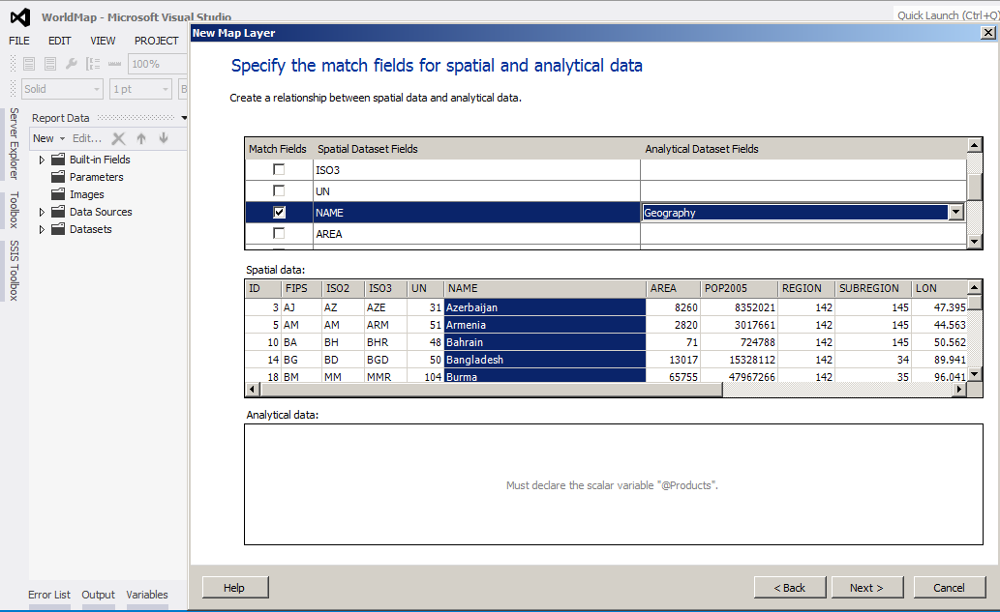 WorldMap - Microsoft Visual Studio
Quick Launch (Ctrl+Q)
FILE EDIT VIEW PROJECT
100%
Solid 1 pt B
Server Explorer
Toolbox
SSIS Toolbox
Report Data
New Edit...
Built-in Fields
Parameters
Images
Data Sources
Datasets
Error List Output Variables
New Map Layer
Specify the match fields for spatial and analytical data
Create a relationship between spatial data and analytical data.
Match Fields Spatial Dataset Fields Analytical Dataset Fields
ISO3
UN
NAME Geography
AREA
Spatial data:
ID FIPS ISO2 ISO3 UN NAME AREA POP2005 REGION SUBREGION LON
3 AJ AZ AZE 31 Azerbaijan 8260 8352021 142 145 47.395
5 AM AM ARM 51 Armenia 2820 3017661 142 145 44.563
10 BA BH BHR 48 Bahrain 71 724788 142 145 50.562
14 BG BD BGD 50 Bangladesh 13017 15328112 142 34 89.941
18 BM MM MMR 104 Burma 65755 47967266 142 35 96.041
Analytical data:
Must declare the scalar variable "@Products".
Help < Back Next > Cancel